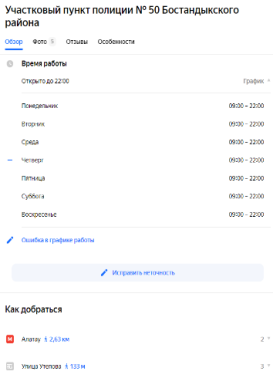 Участковый пункт полиции № 50 Бостандыкского
района
Обзор Фото 5 Отзывы Особенности
Время работы
Открыто до 22:00 График
Понедельник 09:00 – 22:00
Вторник 09:00 – 22:00
Среда 09:00 – 22:00
Четверг 09:00 – 22:00
Пятница 09:00 – 22:00
Суббота 09:00 – 22:00
Воскресенье 09:00 – 22:00
Ошибка в графике работы
Исправить неточность
Как добраться
Алатау 2,63 км 2
Улица Утепова 133 м 3